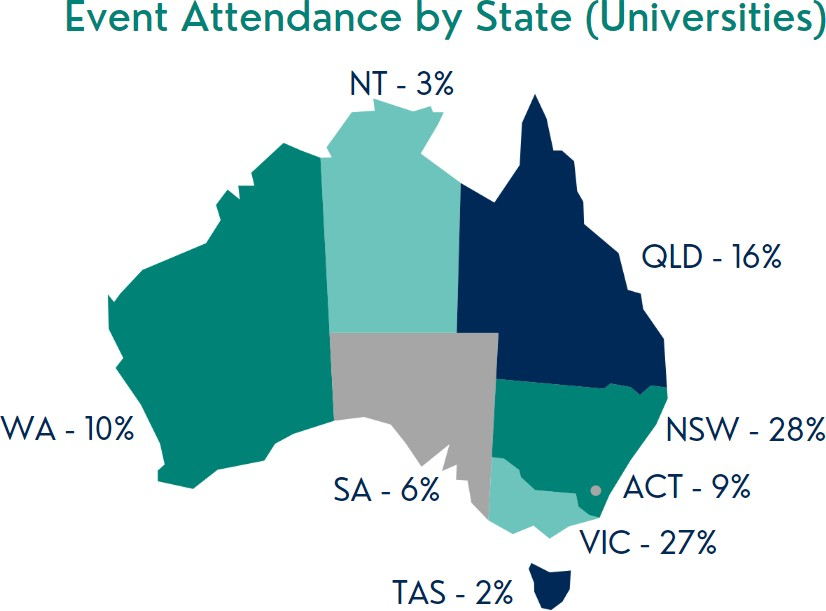 Event Attendance by State (Universities)
NT - 3%
QLD - 16%
WA - 10%
NSW - 28%
SA - 6%
ACT - 9%
VIC - 27%
TAS - 2%